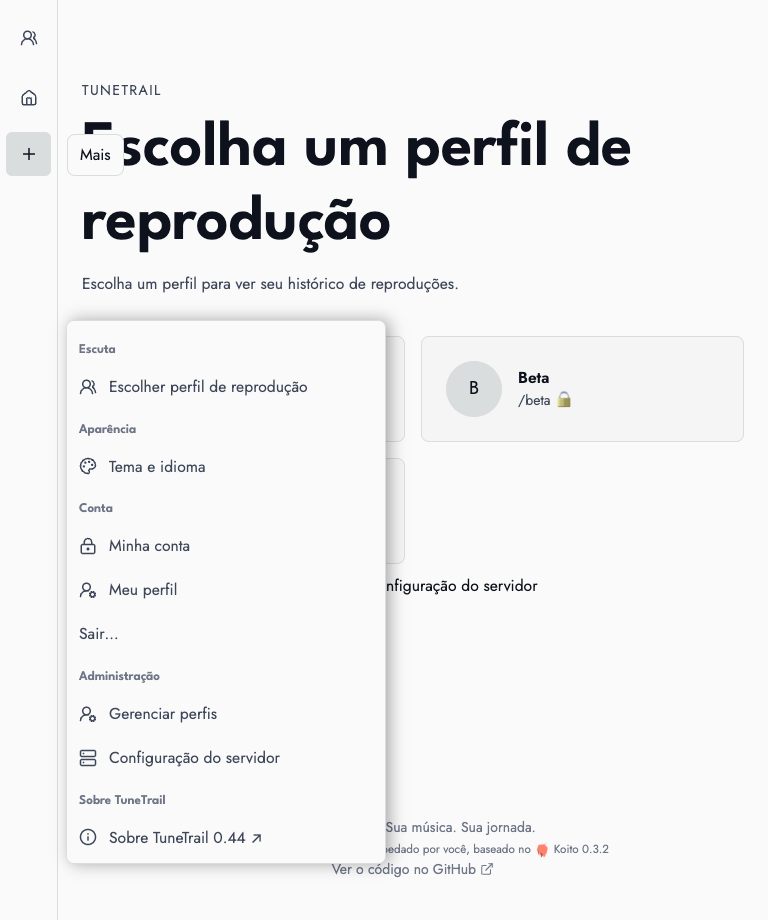 TUNETRAIL
Escolha um perfil de
Mais
reprodução
Escolha um perfil para ver seu histórico de reproduções.
Escuta
Escolher perfil de reprodução
B
Beta
/beta
Aparência
Tema e idioma
Conta
Minha conta
nfiguração do servidor
Meu perfil
Sair...
Administração
Gerenciar perfis
Configuração do servidor
Sobre TuneTrail
Sobre TuneTrail 0.44
Sua música. Sua jornada.
por você, baseado no Koito 0.3.2
Ver o código no GitHub